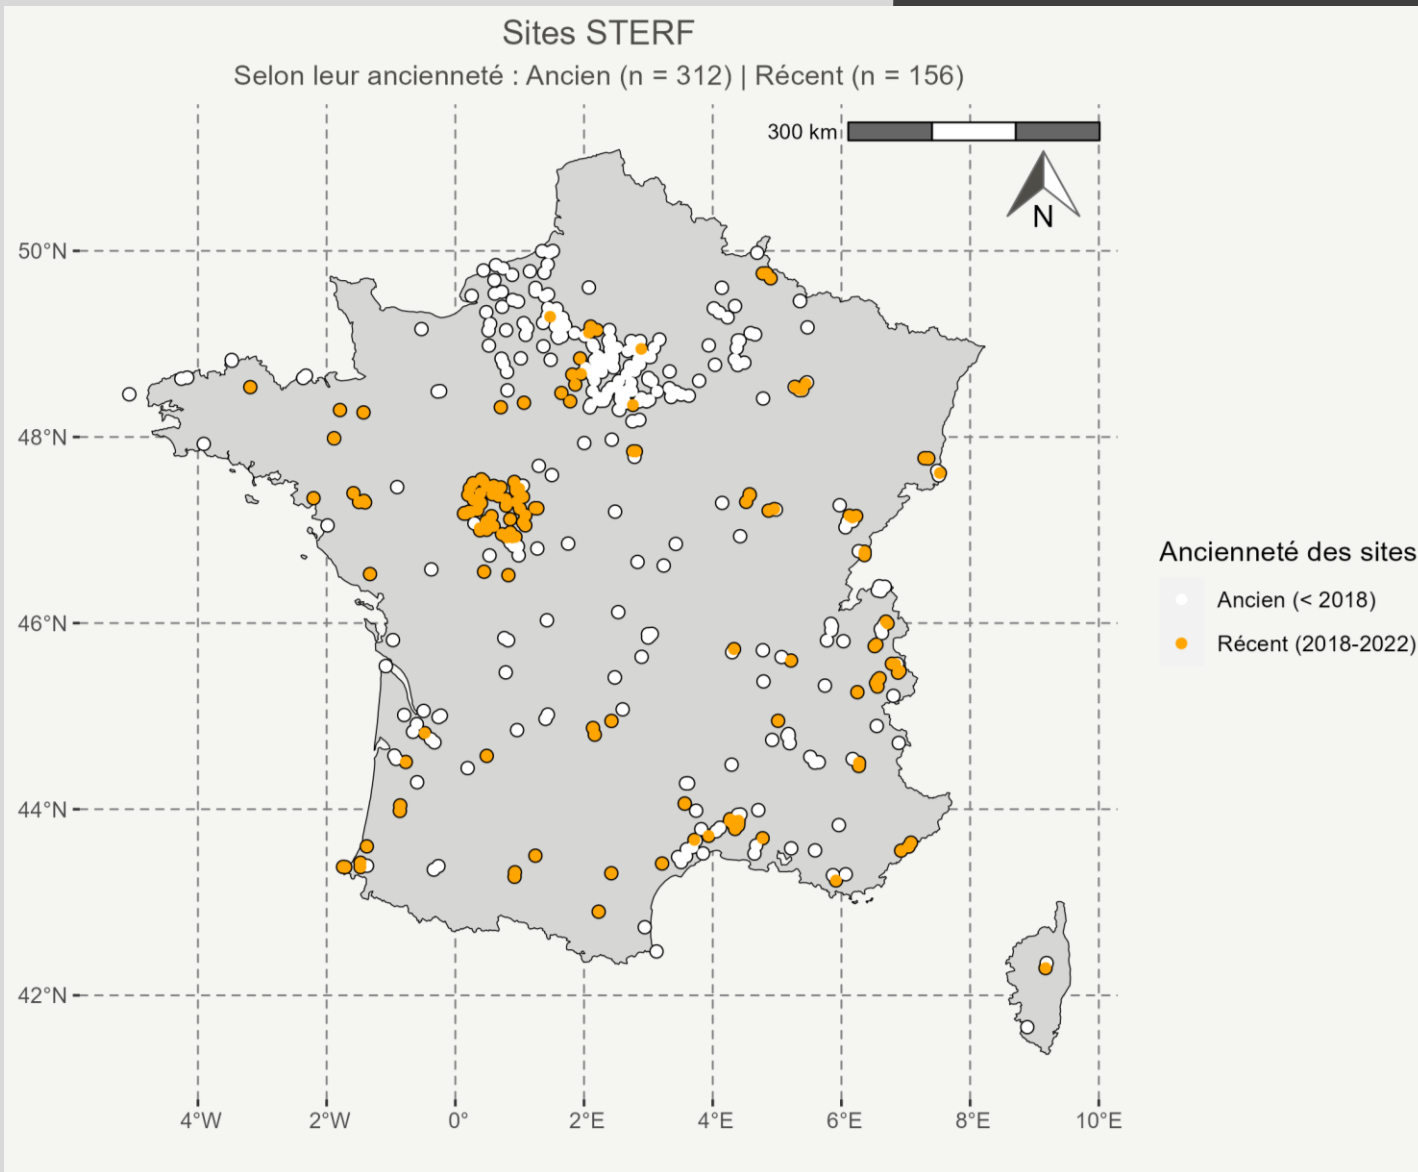 Sites STERF
Selon leur ancienneté : Ancien (n = 312) | Récent (n = 156)
300 km
N
50°N
48°N
46°N
44°N
42°N
4°W
2°W
0°
2°E
4°E
6°E
8°E
10°E
Ancienneté des sites
Ancien (< 2018)
Récent (2018-2022)